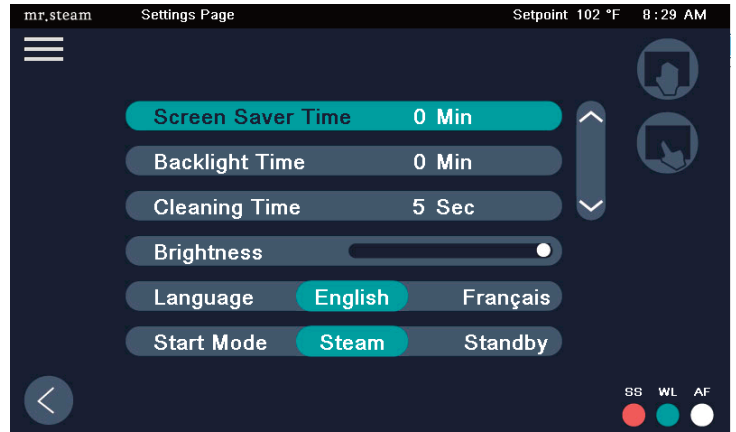 mr.steam Settings Page Setpoint 102 °F 8:29 AM
Screen Saver Time 0 Min
Backlight Time 0 Min
Cleaning Time 5 Sec
Brightness
Language English Français
Start Mode Steam Standby
SS WL AF